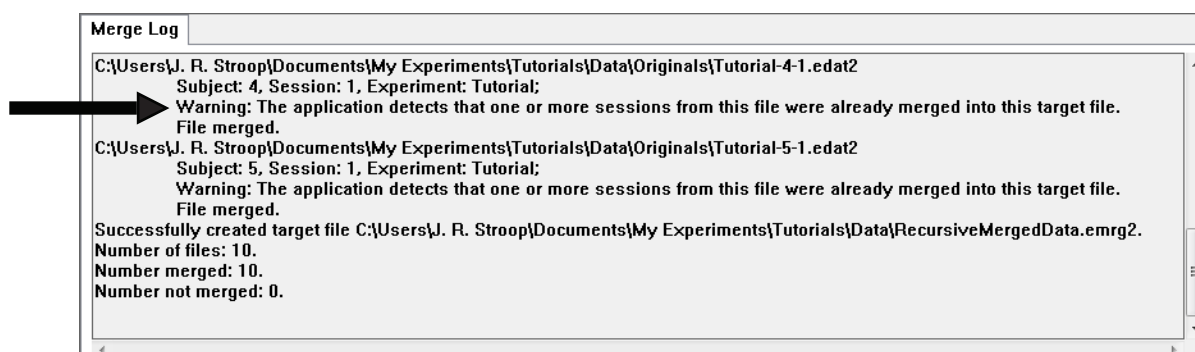 Merge Log
C:\Users\J. R. Stroop\Documents\My Experiments\Tutorials\Data\Originals\Tutorial-4-1.edat2
Subject: 4, Session: 1, Experiment: Tutorial;
Warning: The application detects that one or more sessions from this file were already merged into this target file.
File merged.
C:\Users\J. R. Stroop\Documents\My Experiments\Tutorials\Data\Originals\Tutorial-5-1.edat2
Subject: 5, Session: 1, Experiment: Tutorial;
Warning: The application detects that one or more sessions from this file were already merged into this target file.
File merged.
Successfully created target file C:\Users\J. R. Stroop\Documents\My Experiments\Tutorials\Data\RecursiveMergedData.emrg2.
Number of files: 10.
Number merged: 10.
Number not merged: 0.